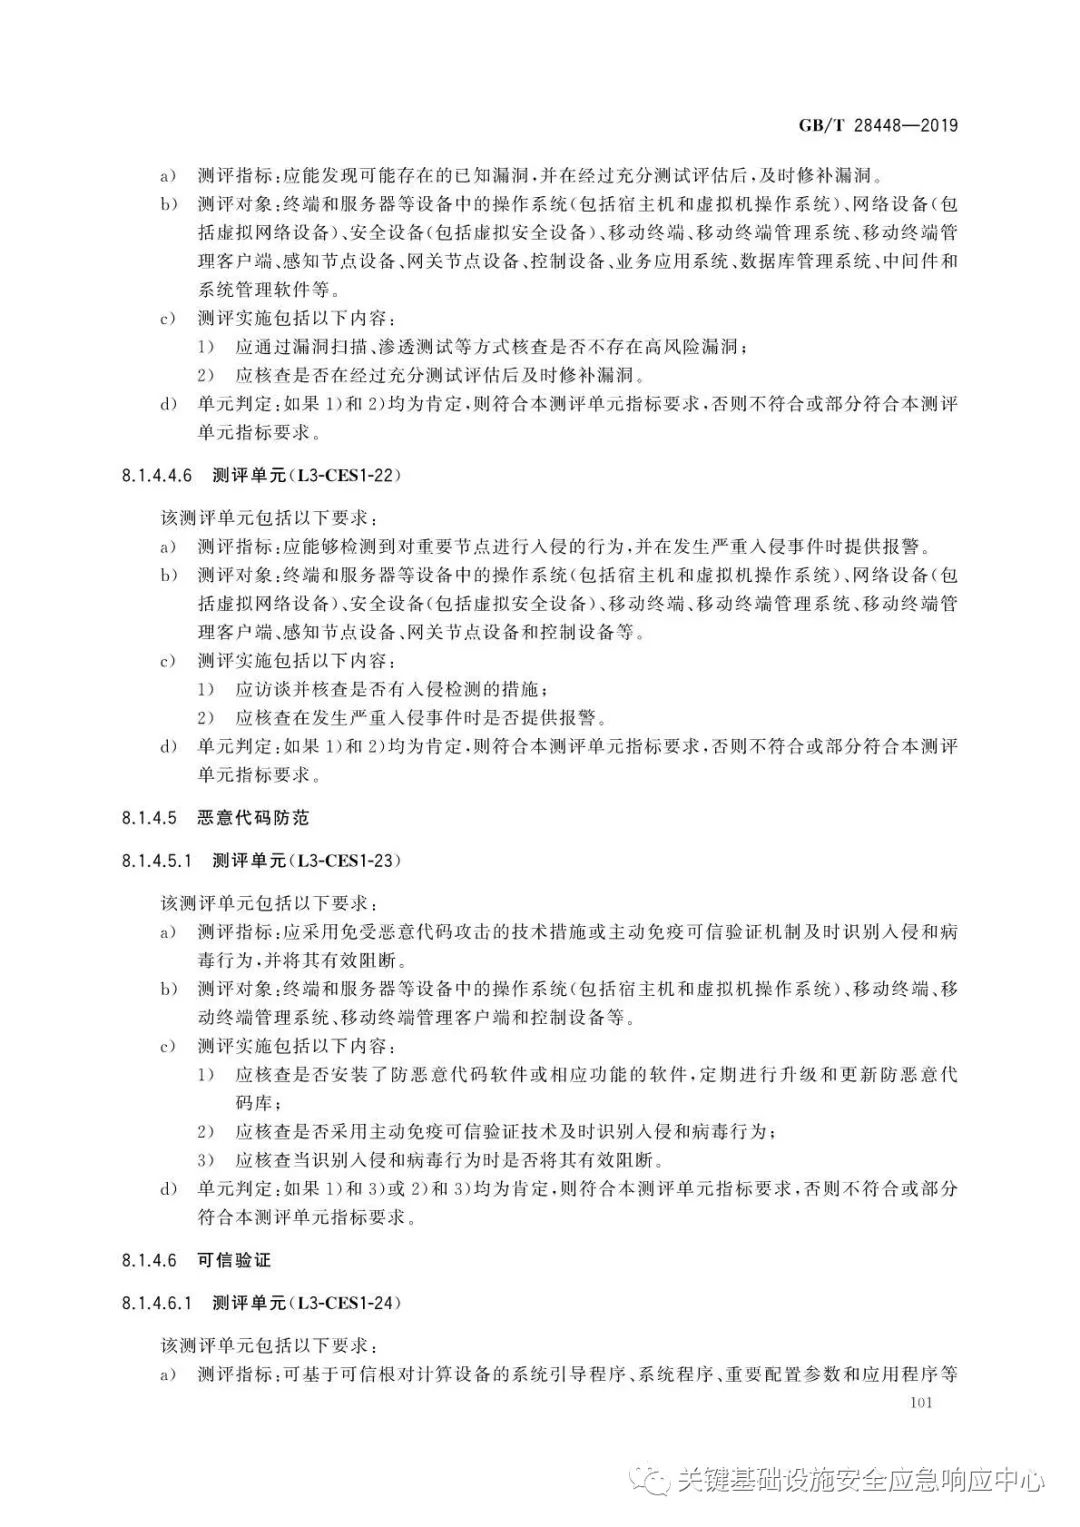 GB/T 28448—2019
a) 测评指标:应能发现可能存在的已知漏洞,并在经过充分测试评估后,及时修补漏洞。
b) 测评对象:终端和服务器等设备中的操作系统(包括宿主机和虚拟机操作系统)、网络设备(包
括虚拟网络设备)、安全设备(包括虚拟安全设备)、移动终端、移动终端管理系统、移动终端管
理客户端、感知节点设备、网关节点设备、控制设备、业务应用系统、数据库管理系统、中间件和
系统管理软件等。
c) 测评实施包括以下内容:
1) 应通过漏洞扫描、渗透测试等方式核查是否不存在高风险漏洞;
2) 应核查是否在经过充分测试评估后及时修补漏洞。
d) 单元判定:如果1)和2)均为肯定,则符合本测评单元指标要求,否则不符合或部分符合本测评
单元指标要求。
8.1.4.4.6 测评单元(L3-CES1-22)
该测评单元包括以下要求:
a) 测评指标:应能够检测到对重要节点进行入侵的行为,并在发生严重入侵事件时提供报警。
b) 测评对象:终端和服务器等设备中的操作系统(包括宿主机和虚拟机操作系统)、网络设备(包
括虚拟网络设备)、安全设备(包括虚拟安全设备)、移动终端、移动终端管理系统、移动终端管
理客户端、感知节点设备、网关节点设备和控制设备等。
c) 测评实施包括以下内容:
1) 应访谈并核查是否有入侵检测的措施;
2) 应核查在发生严重入侵事件时是否提供报警。
d) 单元判定:如果1)和2)均为肯定,则符合本测评单元指标要求,否则不符合或部分符合本测评
单元指标要求。
8.1.4.5 恶意代码防范
8.1.4.5.1 测评单元(L3-CES1-23)
该测评单元包括以下要求:
a) 测评指标:应采用免受恶意代码攻击的技术措施或主动免疫可信验证机制及时识别入侵和病
毒行为,并将其有效阻断。
b) 测评对象:终端和服务器等设备中的操作系统(包括宿主机和虚拟机操作系统)、移动终端、移
动终端管理系统、移动终端管理客户端和控制设备等。
c) 测评实施包括以下内容:
1) 应核查是否安装了防恶意代码软件或相应功能的软件,定期进行升级和更新防恶意代
码库;
2) 应核查是否采用主动免疫可信验证技术及时识别入侵和病毒行为;
3) 应核查当识别入侵和病毒行为时是否将其有效阻断。
d) 单元判定:如果1)和3)或2)和3)均为肯定,则符合本测评单元指标要求,否则不符合或部分
符合本测评单元指标要求。
8.1.4.6 可信验证
8.1.4.6.1 测评单元(L3-CES1-24)
该测评单元包括以下要求:
a) 测评指标:可基于可信根对计算设备的系统引导程序、系统程序、重要配置参数和应用程序等
101
关键基础设施安全应急响应中心